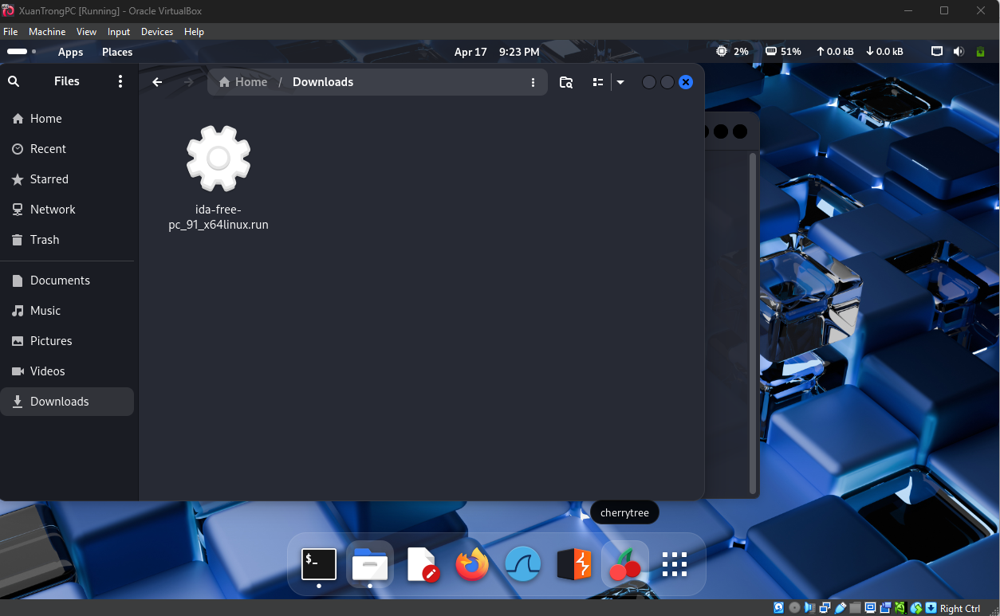 XuanTrongPC [Running] - Oracle VirtualBox
File Machine View Input Devices Help
Apps Places Apr 17 9:23 PM 2% 51% 0.0 kB 0.0 kB
Files Home / Downloads
Home
Recent
Starred
Network
Trash
Documents
Music
Pictures
Videos
Downloads
ida-free-
pc_91_x64linux.run
cherrytree
$_
Right Ctrl